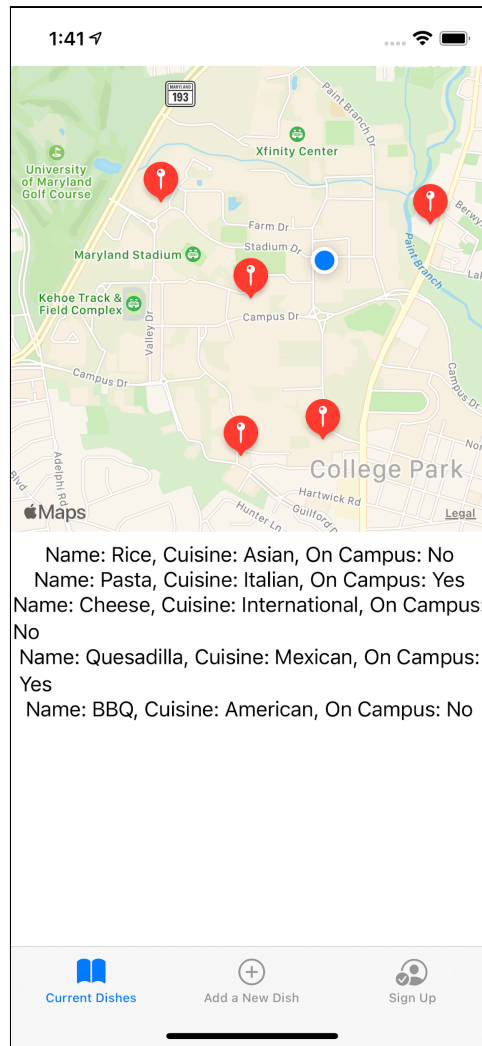 1:41
MARYLAND
193
Paint Branch Dr
Xfinity Center
University
of Maryland
Golf Course
Berwy
Farm Dr
Stadium Dr
Maryland Stadium
Paint Branch
Lal
Kehoe Track &
Field Complex
Campus Dr
Valley Dr
Campus Dr
Campus Dr
Nor
College Park
Adelphi Rd
Blvd
Hartwick Rd
Guilford
Hunter Ln
Maps
Legal
Name: Rice, Cuisine: Asian, On Campus: No
Name: Pasta, Cuisine: Italian, On Campus: Yes
Name: Cheese, Cuisine: International, On Campus:
No
Name: Quesadilla, Cuisine: Mexican, On Campus:
Yes
Name: BBQ, Cuisine: American, On Campus: No
Current Dishes
Add a New Dish
Sign Up